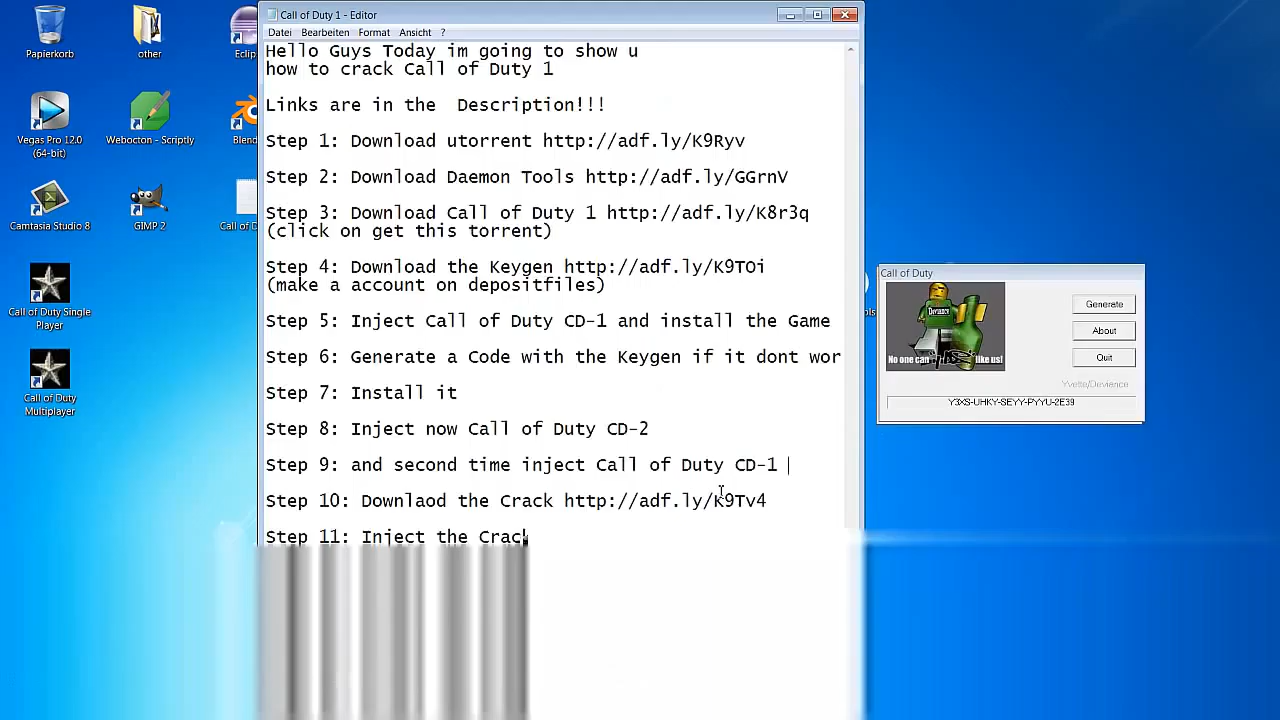 Call of Duty 1 - Editor
Datei Bearbeiten Format Ansicht ?
Hello Guys Today im going to show u
how to crack Call of Duty 1
Links are in the Description!!!
Step 1: Download utorrent http://adf.ly/K9Ryv
Step 2: Download Daemon Tools http://adf.ly/GGrnV
Step 3: Download Call of Duty 1 http://adf.ly/K8r3q
(click on get this torrent)
Step 4: Download the Keygen http://adf.ly/K9TOi
(make a account on depositfiles)
Step 5: Inject Call of Duty CD-1 and install the Game
Step 6: Generate a Code with the Keygen if it dont wor
Step 7: Install it
Step 8: Inject now Call of Duty CD-2
Step 9: and second time inject Call of Duty CD-1
Step 10: Downlaod the Crack http://adf.ly/K9Tv4
Step 11: Inject the Crack
Papierkorb
other
Eclip
Vegas Pro 12.0
(64-bit)
Webocton - Scriptly
Blen
Camtasia Studio 8
GIMP 2
Call of D
Call of Duty Single
Player
Call of Duty
Multiplayer
Call of Duty
Deviance
No one can like us!
Generate
About
Quit
Yvette/Deviance
Y3XS-UHKY-SEYY-PYYU-2E39